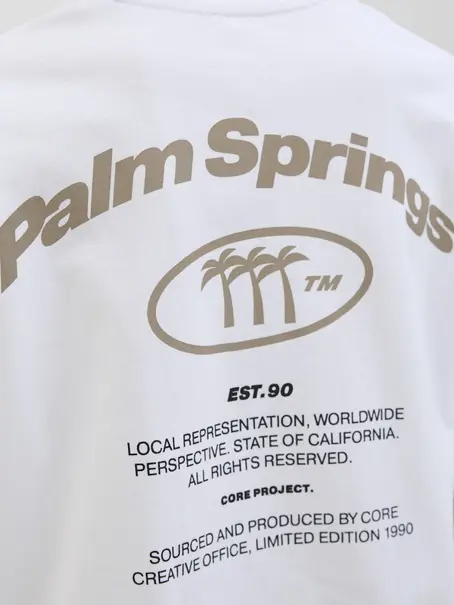 Palm Springs
TM
EST.90
LOCAL REPRESENTATION, WORLDWIDE
PERSPECTIVE. STATE OF CALIFORNIA.
ALL RIGHTS RESERVED.
CORE PROJECT.
SOURCED AND PRODUCED BY CORE
CREATIVE OFFICE, LIMITED EDITION 1990